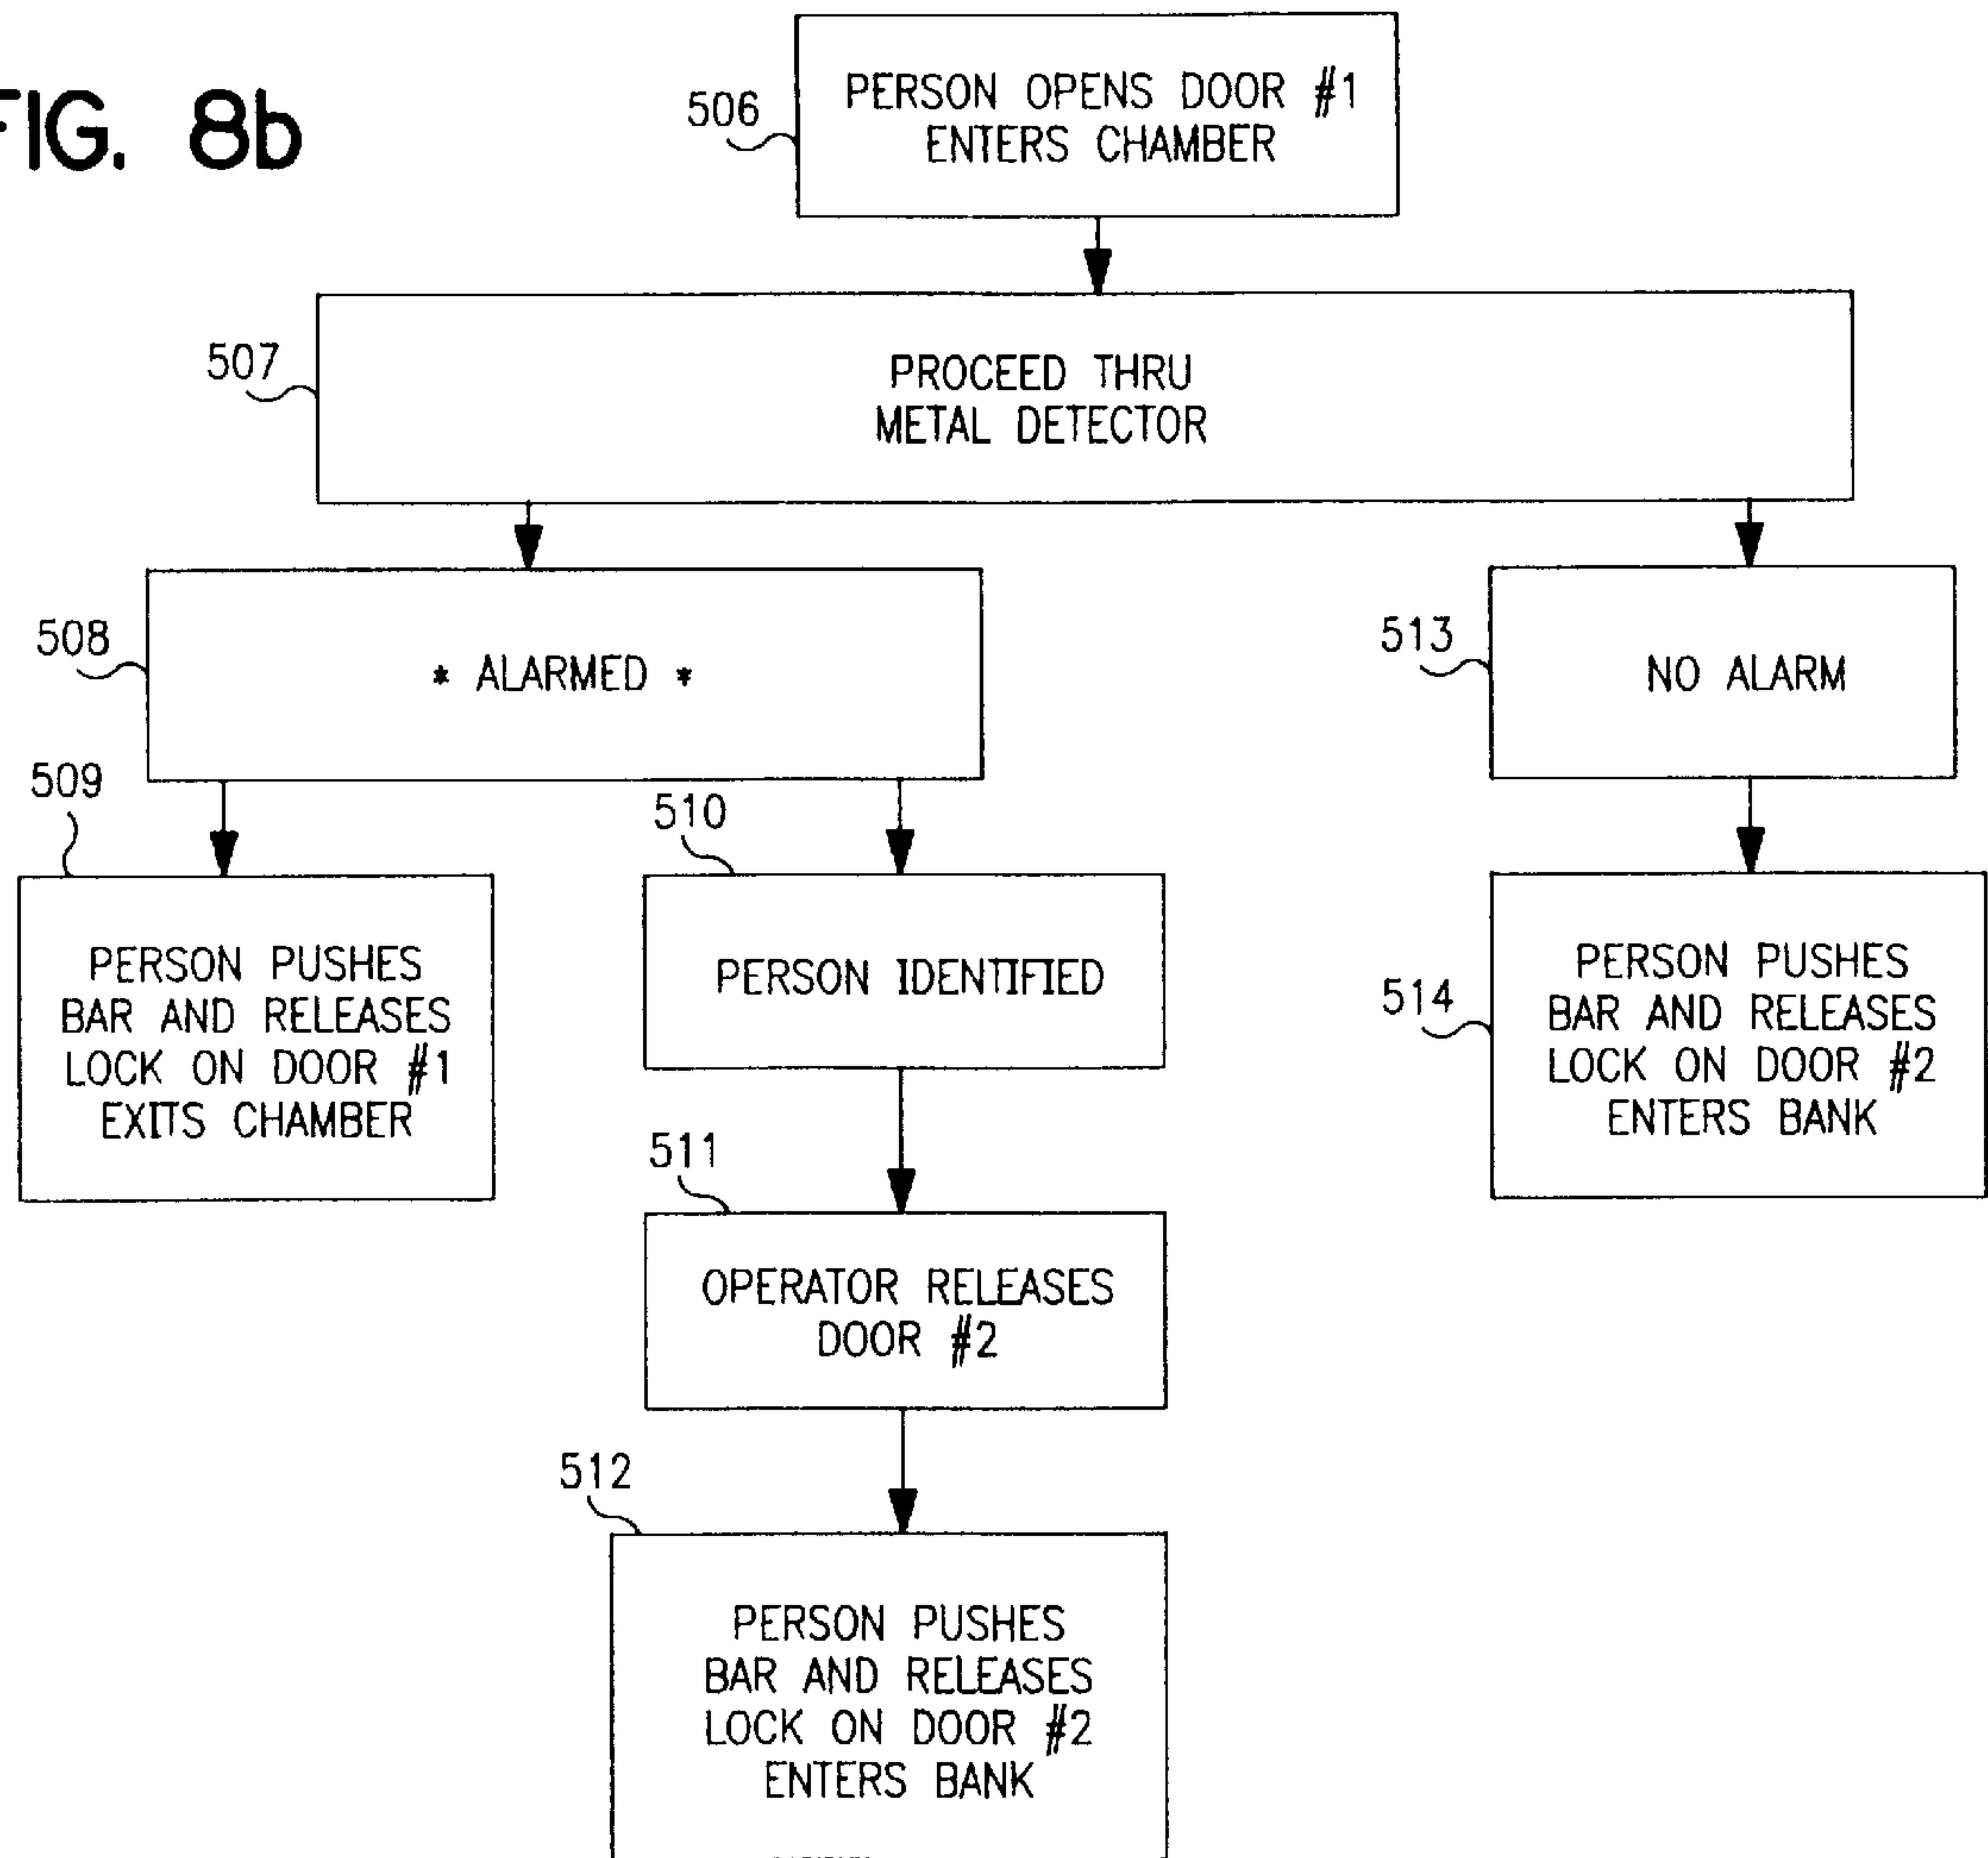 FIG. 8b
506
PERSON OPENS DOOR #1
ENTERS CHAMBER
507
PROCEED THRU
METAL DETECTOR
508
* ALARMED *
513
NO ALARM
509
PERSON PUSHES
BAR AND RELEASES
LOCK ON DOOR #1
EXITS CHAMBER
510
PERSON IDENTIFIED
514
PERSON PUSHES
BAR AND RELEASES
LOCK ON DOOR #2
ENTERS BANK
511
OPERATOR RELEASES
DOOR #2
512
PERSON PUSHES
BAR AND RELEASES
LOCK ON DOOR #2
ENTERS BANK